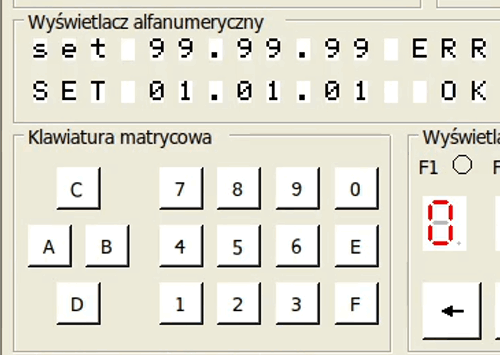 Wyświetlacz alfanumeryczny
set 99.99.99 ERR
SET 01.01.01 OK
Klawiatura matrycowa
C 7 8 9 0
A B 4 5 6 E
D 1 2 3 F
F1
0.